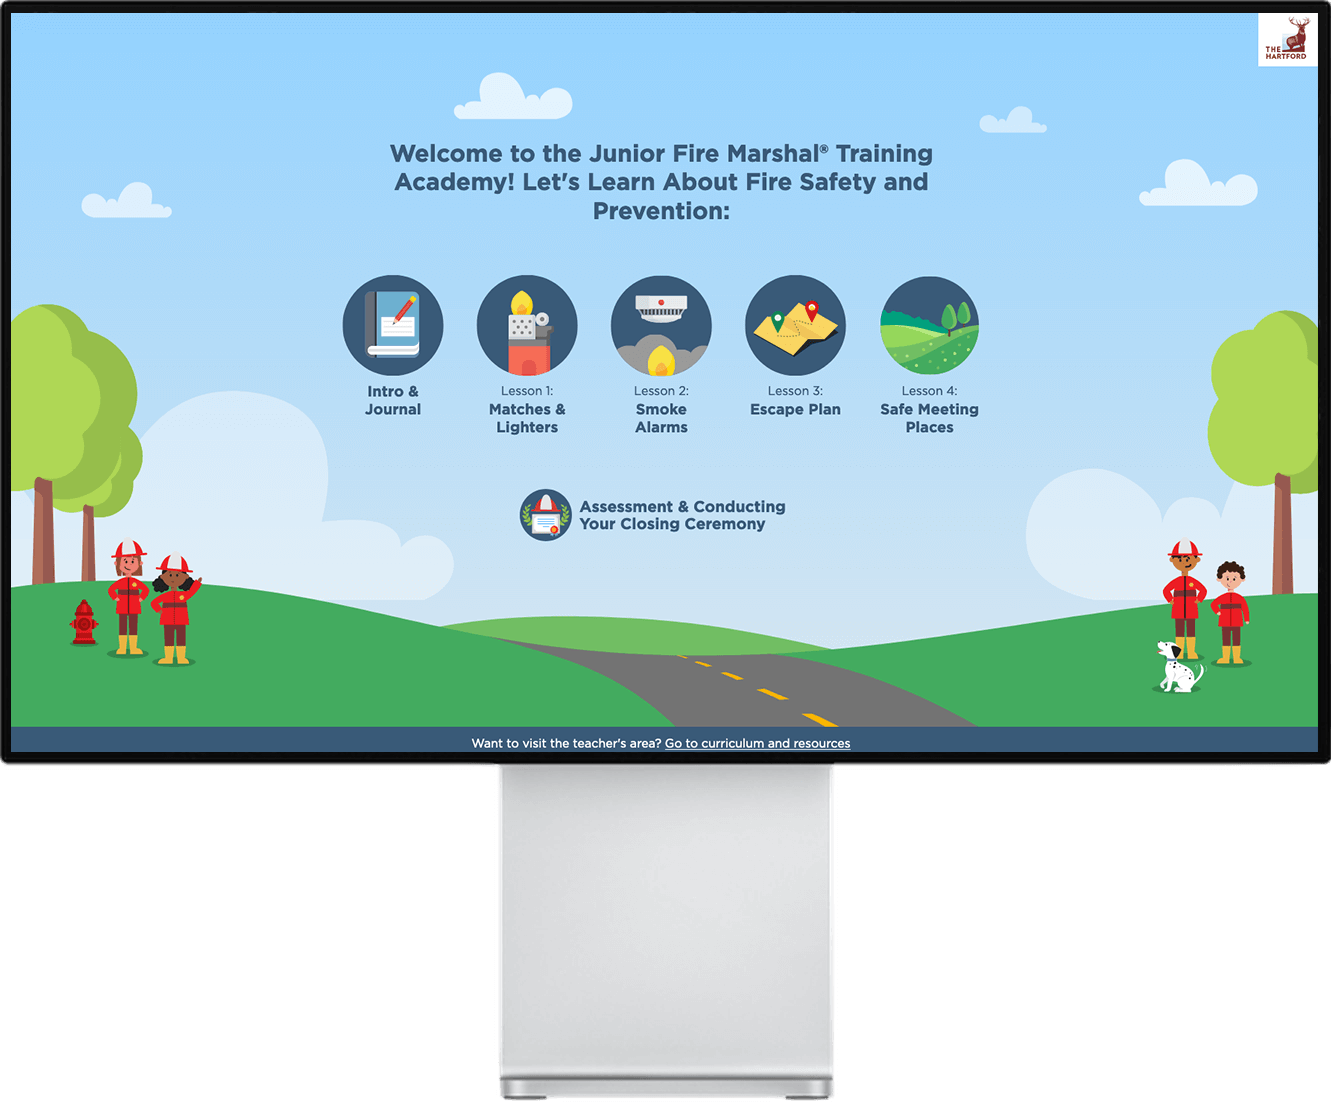 THE
HARTFORD
Welcome to the Junior Fire Marshal® Training
Academy! Let's Learn About Fire Safety and
Prevention:
Intro &
Journal
Lesson 1:
Matches &
Lighters
Lesson 2:
Smoke
Alarms
Lesson 3:
Escape Plan
Lesson 4:
Safe Meeting
Places
Assessment & Conducting
Your Closing Ceremony
Want to visit the teacher's area? Go to curriculum and resources